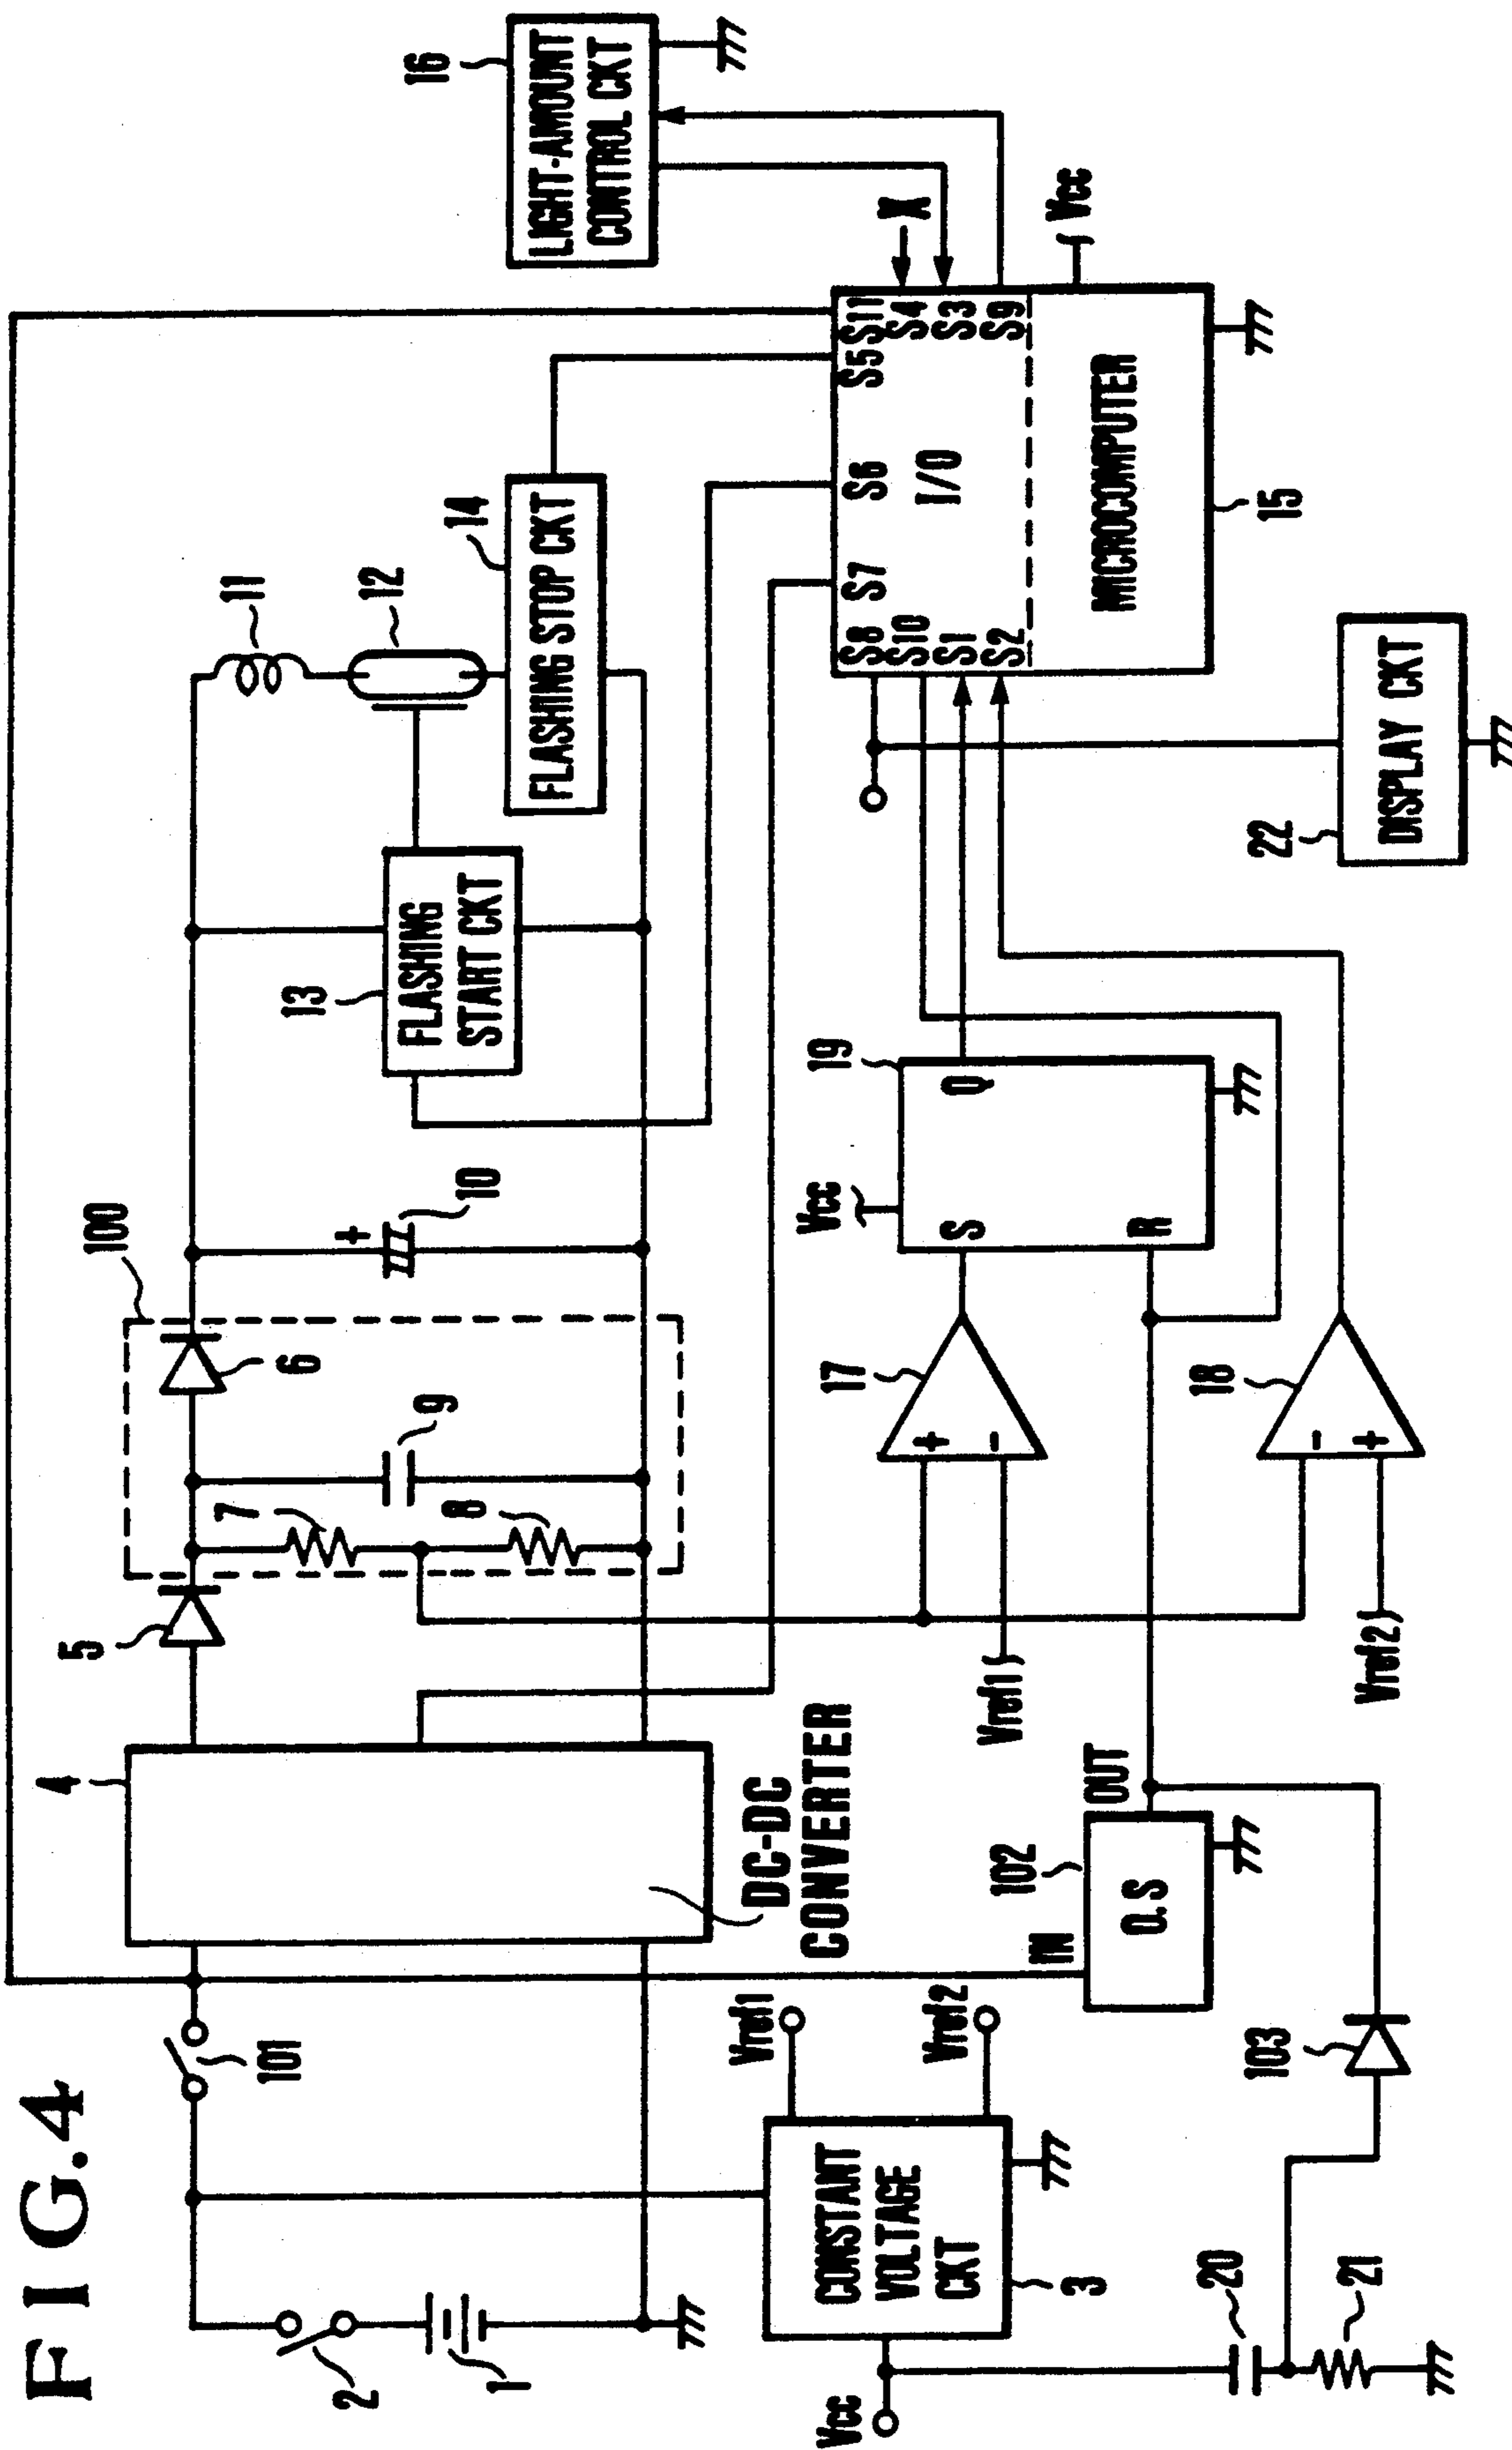 FIG.4
2
1
101
4
DC-DC
CONVERTER
5
100
7
8
9
6
+
10
13
FLASHING
START CKT
11
12
14
FLASHING STOP CKT
16
LIGHT-AMOUNT
CONTROL CKT
X
Vcc
S8
S7
S6
S5
S11
S10
S4
S1
S3
S2
S9
I/O
MICROCOMPUTER
15
Vcc
CONSTANT
VOLTAGE
CKT
3
Vref1
Vref2
20
21
103
IN
102
O.S
OUT
Vref1
+
-
17
Vref2
-
+
18
Vcc
19
S
Q
R
22
DISPLAY CKT